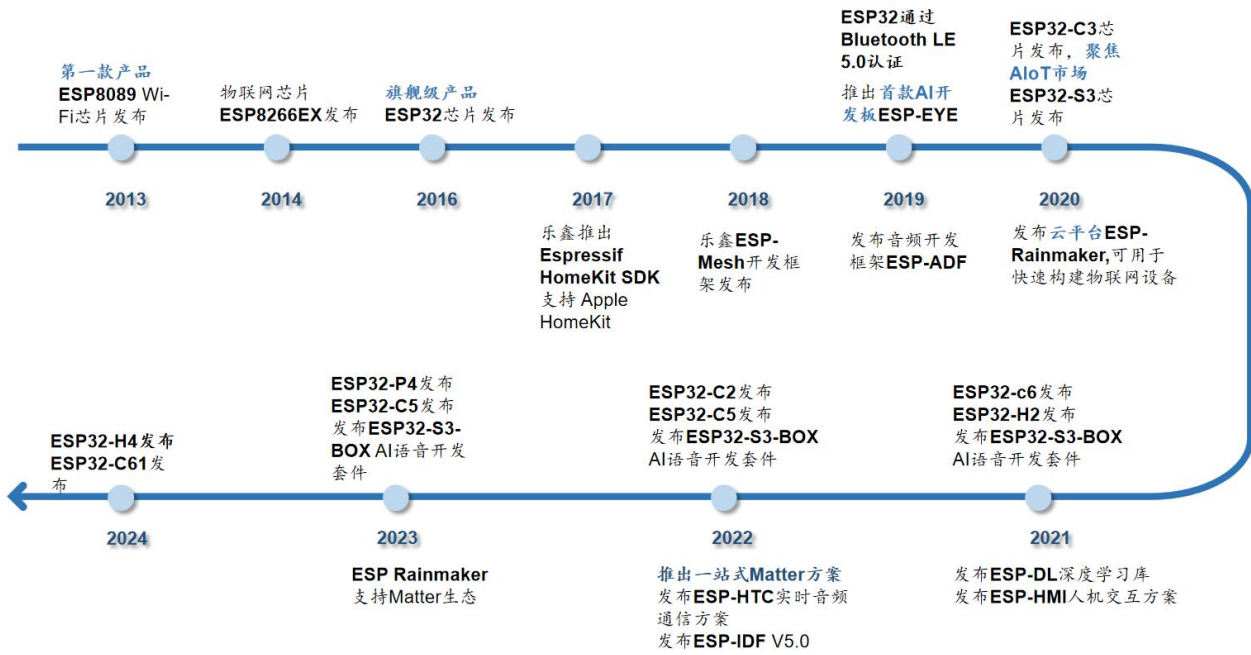 第一款产品
ESP8089 Wi-
Fi芯片发布
物联网芯片
ESP8266EX发布
旗舰级产品
ESP32芯片发布
ESP32通过
Bluetooth LE
5.0认证
推出首款AI开
发板ESP-EYE
ESP32-C3芯
片发布，聚焦
AIoT市场
ESP32-S3芯
片发布
2013
2014
2016
2017
2018
2019
2020
乐鑫推出
Espressif
HomeKit SDK
支持 Apple
HomeKit
乐鑫ESP-
Mesh开发框
架发布
发布音频开发
框架ESP-ADF
发布云平台ESP-
Rainmaker,可用于
快速构建物联网设备
ESP32-H4发布
ESP32-C61发
布
ESP32-P4发布
ESP32-C5发布
发布ESP32-S3-
BOX AI语音开发
套件
ESP32-C2发布
ESP32-C5发布
发布ESP32-S3-BOX
AI语音开发套件
ESP32-c6发布
ESP32-H2发布
发布ESP32-S3-BOX
AI语音开发套件
2024
2023
2022
2021
ESP Rainmaker
支持Matter生态
推出一站式Matter方案
发布ESP-HTC实时音频
通信方案
发布ESP-IDF V5.0
发布ESP-DL深度学习库
发布ESP-HMI人机交互方案